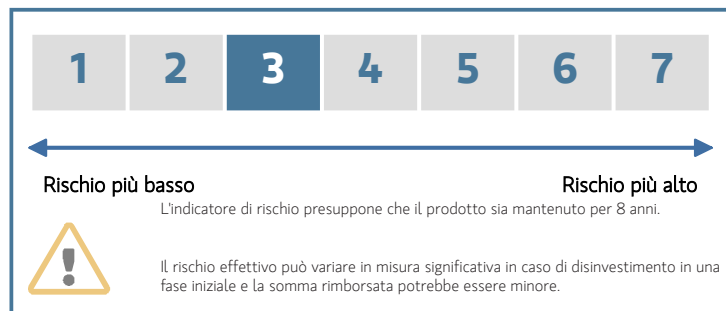 1 2 3 4 5 6 7
Rischio più basso Rischio più alto
L'indicatore di rischio presuppone che il prodotto sia mantenuto per 8 anni.
Il rischio effettivo può variare in misura significativa in caso di disinvestimento in una
fase iniziale e la somma rimborsata potrebbe essere minore.